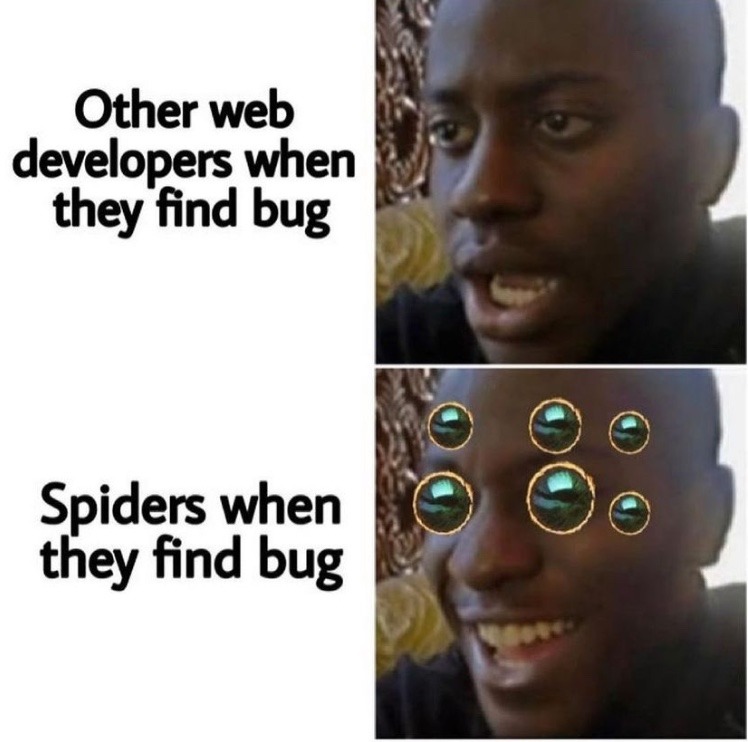 Other web
developers when
they find bug
Spiders when
they find bug